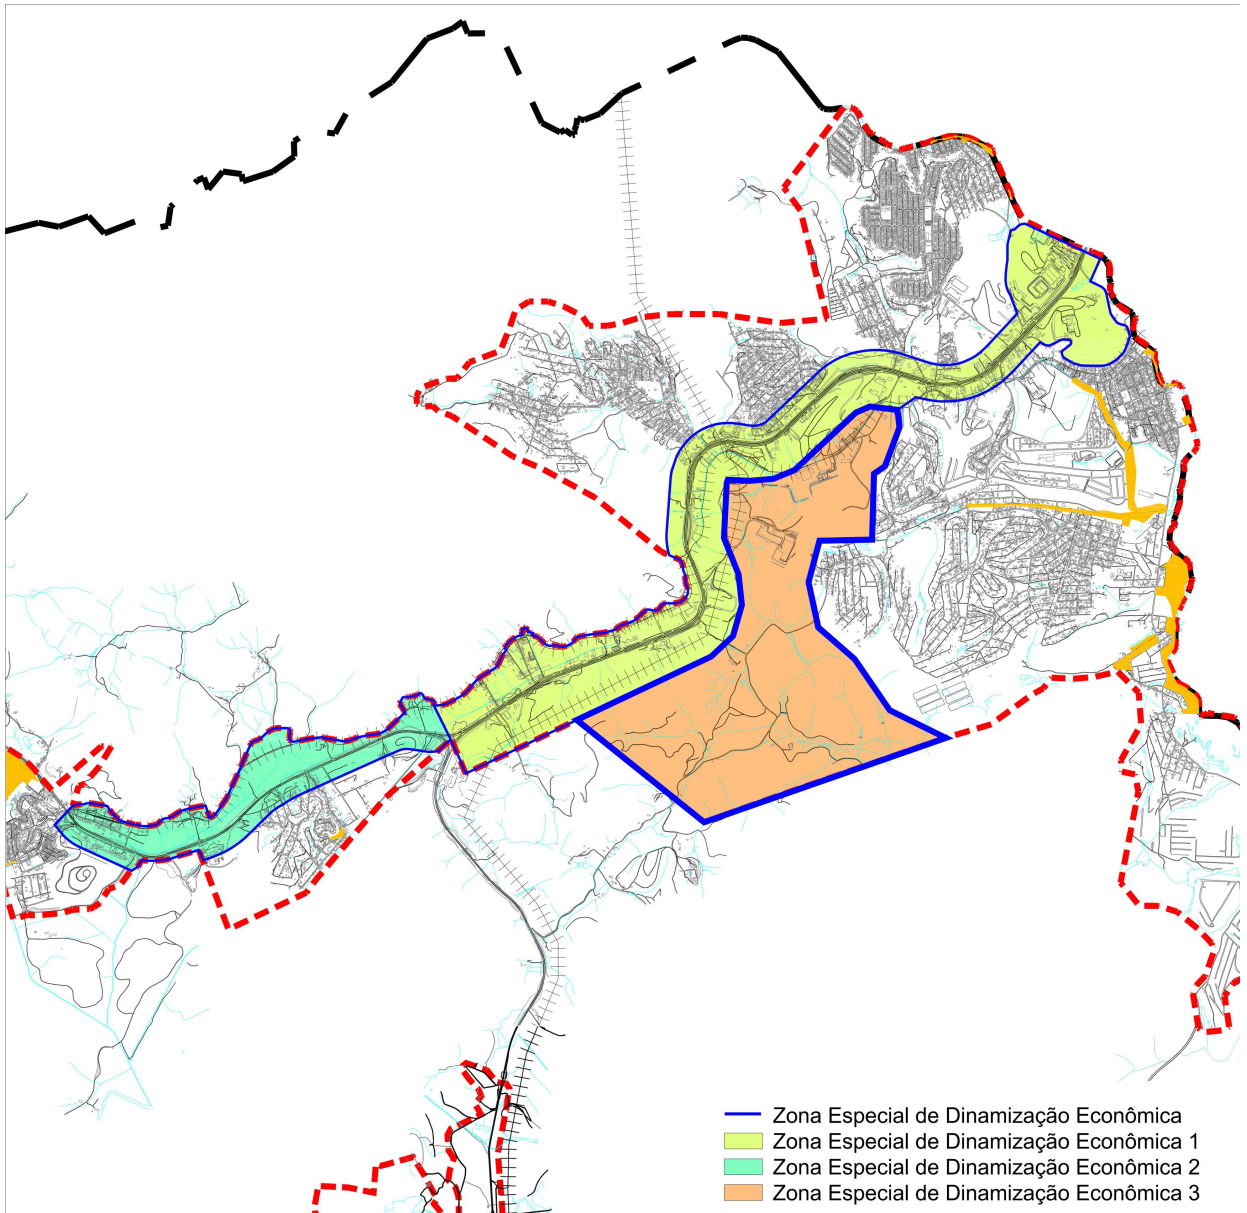 Zona Especial de Dinamização Econômica
Zona Especial de Dinamização Econômica 1
Zona Especial de Dinamização Econômica 2
Zona Especial de Dinamização Econômica 3